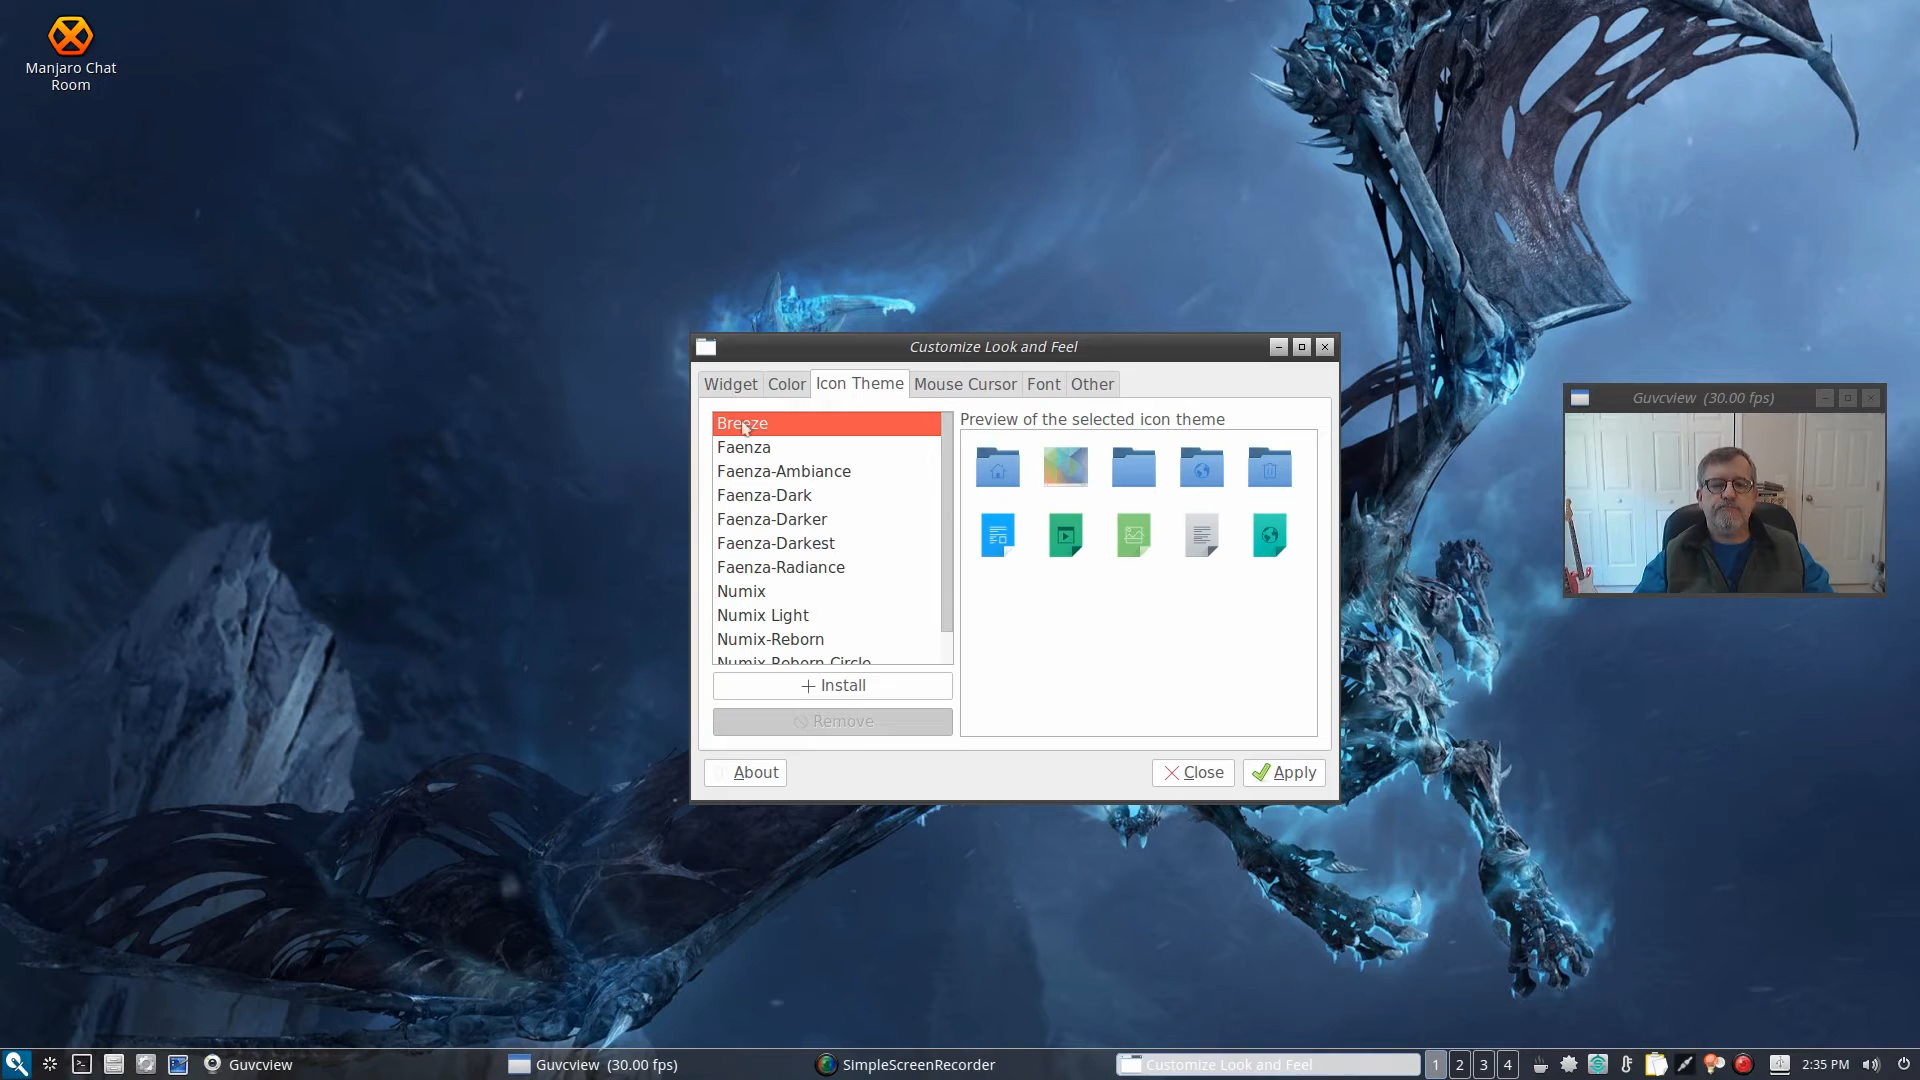 Manjaro Chat
Room
Customize Look and Feel
Widget Color Icon Theme Mouse Cursor Font Other
Breeze
Faenza
Faenza-Ambiance
Faenza-Dark
Faenza-Darker
Faenza-Darkest
Faenza-Radiance
Numix
Numix Light
Numix-Reborn
Numix Reborn Circle
Install
Remove
Preview of the selected icon theme
About
Close
Apply
Guvcview (30.00 fps)
Guvcview
Guvcview (30.00 fps)
SimpleScreenRecorder
Customize Look and Feel
1 2 3 4
2:35 PM